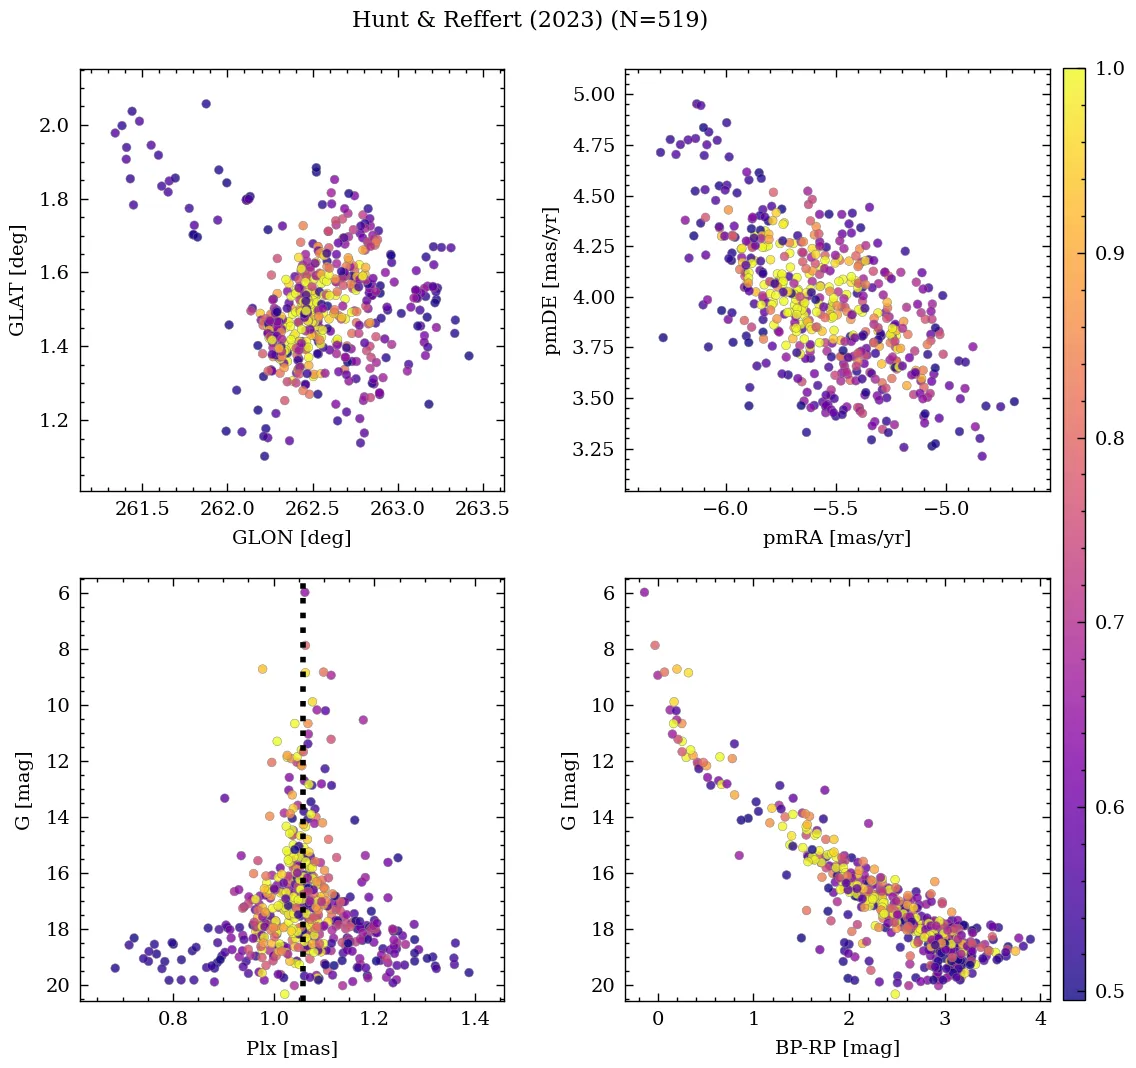 Hunt & Reffert (2023) (N=519)
2.0
1.8
1.6
1.4
1.2
GLAT [deg]
261.5 262.0 262.5 263.0 263.5
GLON [deg]
5.00
4.75
4.50
4.25
4.00
3.75
3.50
3.25
pmDE [mas/yr]
−6.0 −5.5 −5.0
pmRA [mas/yr]
6
8
10
12
14
16
18
20
G [mag]
0.8 1.0 1.2 1.4
Plx [mas]
6
8
10
12
14
16
18
20
G [mag]
0 1 2 3 4
BP-RP [mag]
1.0
0.9
0.8
0.7
0.6
0.5